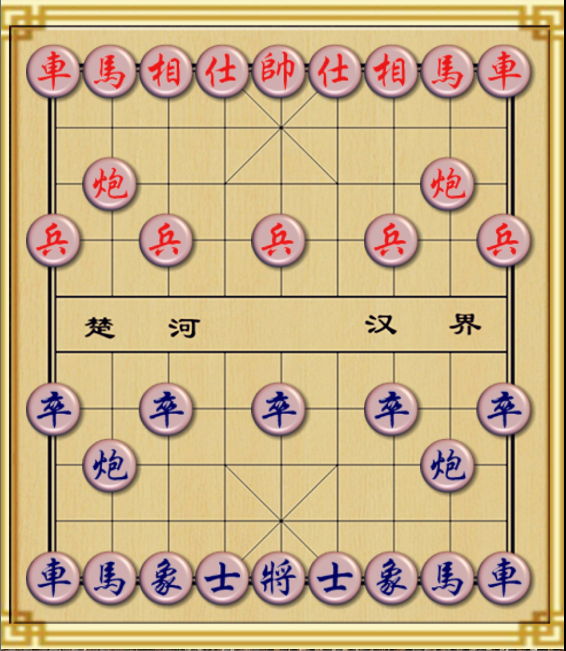 車馬相仕帥仕相馬車
炮炮
兵兵兵兵兵
楚河汉界
卒卒卒卒卒
炮炮
車馬象士將士象馬車